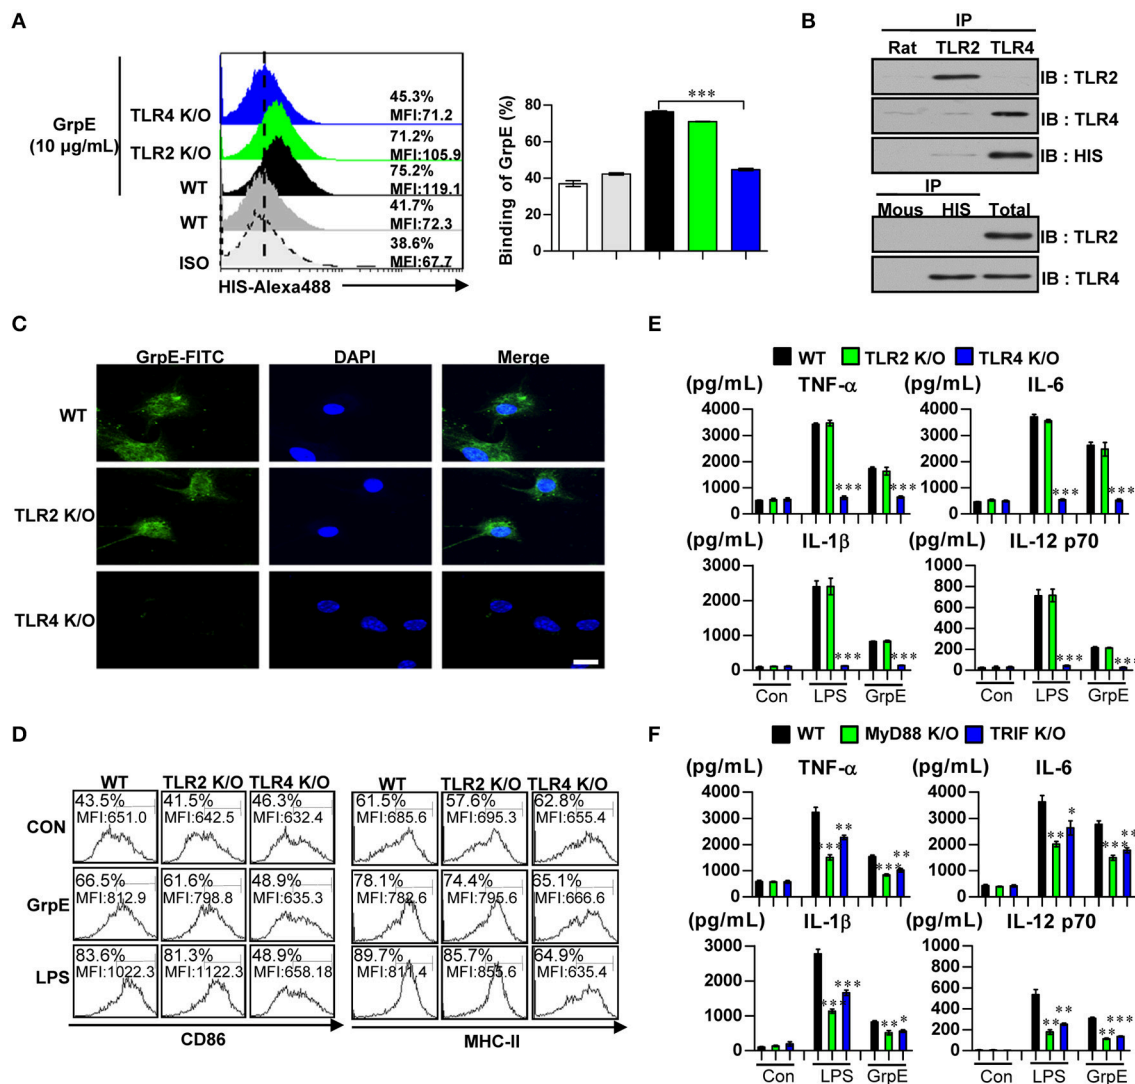 A
GrpE
(10 µg/mL)
TLR4 K/O
45.3%
MFI:71.2
TLR2 K/O
71.2%
MFI:105.9
WT
75.2%
MFI:119.1
WT
41.7%
MFI:72.3
ISO
38.6%
MFI:67.7
HIS-Alexa488
Binding of GrpE (%)
80
60
40
20
0
***
B
IP
Rat TLR2 TLR4
IB : TLR2
IB : TLR4
IB : HIS
IP
Mous HIS Total
IB : TLR2
IB : TLR4
C
GrpE-FITC DAPI Merge
WT
TLR2 K/O
TLR4 K/O
D
WT TLR2 K/O TLR4 K/O WT TLR2 K/O TLR4 K/O
CON
43.5% 41.5% 46.3% 61.5% 57.6% 62.8%
MFI:651.0 MFI:642.5 MFI:632.4 MFI:685.6 MFI:695.3 MFI:655.4
GrpE
66.5% 61.6% 48.9% 78.1% 74.4% 65.1%
MFI:812.9 MFI:798.8 MFI:635.3 MFI:782.6 MFI:795.6 MFI:666.6
LPS
83.6% 81.3% 48.9% 89.7% 85.7% 64.9%
MFI:1022.3 MFI:1122.3 MFI:658.18 MFI:811.4 MFI:855.6 MFI:635.4
CD86 MHC-II
E
WT TLR2 K/O TLR4 K/O
(pg/mL) TNF-α
4000
3000
2000
1000
0
*** ***
(pg/mL) IL-6
4000
3000
2000
1000
0
*** ***
(pg/mL) IL-1β
3000
2000
1000
0
*** ***
Con LPS GrpE
(pg/mL) IL-12 p70
1000
800
600
400
200
0
*** ***
Con LPS GrpE
F
WT MyD88 K/O TRIF K/O
(pg/mL) TNF-α
4000
3000
2000
1000
0
*** ** *** **
(pg/mL) IL-6
4000
3000
2000
1000
0
** * *** **
(pg/mL) IL-1β
3000
2000
1000
0
*** *** ** *
Con LPS GrpE
(pg/mL) IL-12 p70
1000
800
600
400
200
0
** ** ** ***
Con LPS GrpE